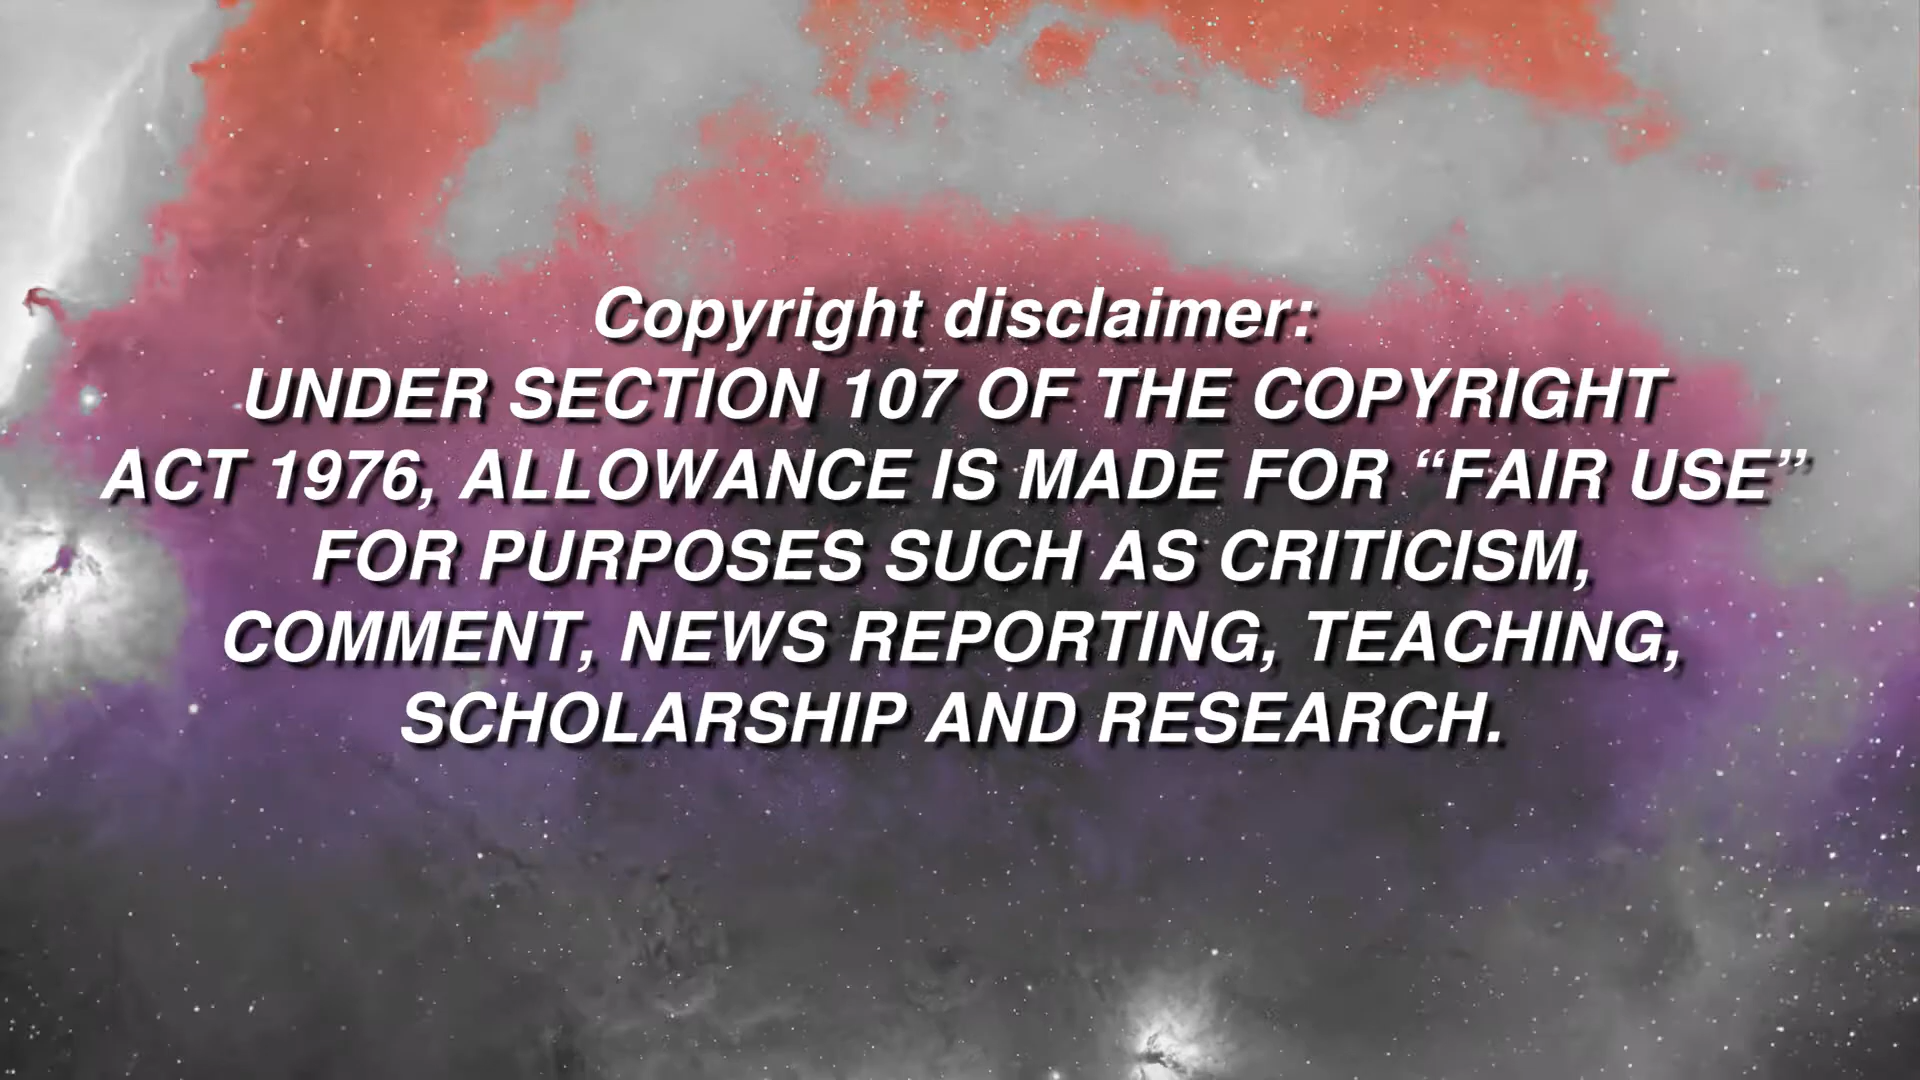 Copyright disclaimer:
UNDER SECTION 107 OF THE COPYRIGHT
ACT 1976, ALLOWANCE IS MADE FOR “FAIR USE”
FOR PURPOSES SUCH AS CRITICISM,
COMMENT, NEWS REPORTING, TEACHING,
SCHOLARSHIP AND RESEARCH.